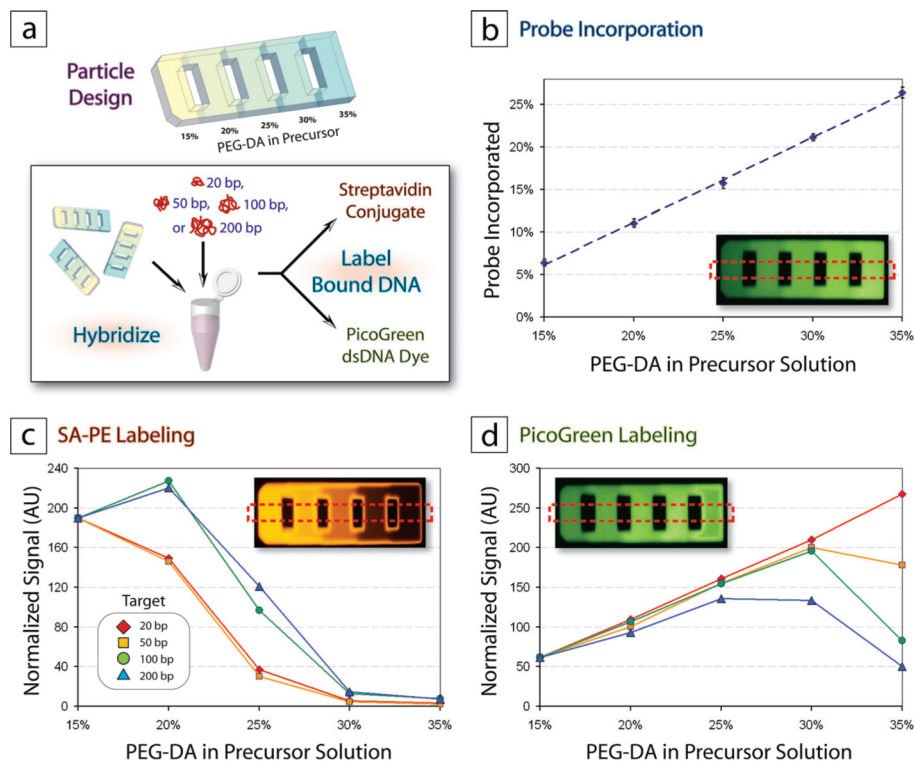 a
Particle
Design
15%
20%
25%
30%
35%
PEG-DA in Precursor
20 bp,
50 bp,
100 bp,
or
200 bp
Streptavidin
Conjugate
Label
Bound DNA
Hybridize
PicoGreen
dsDNA Dye
b
Probe Incorporation
Probe Incorporated
25%
20%
15%
10%
5%
0%
15%
20%
25%
30%
35%
PEG-DA in Precursor Solution
c
SA-PE Labeling
Normalized Signal (AU)
240
200
160
120
80
40
0
Target
20 bp
50 bp
100 bp
200 bp
15%
20%
25%
30%
35%
PEG-DA in Precursor Solution
d
PicoGreen Labeling
Normalized Signal (AU)
300
250
200
150
100
50
0
15%
20%
25%
30%
35%
PEG-DA in Precursor Solution